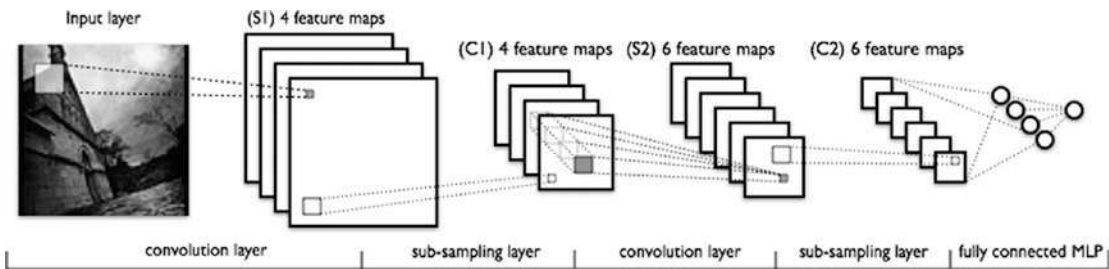 Input layer
(S1) 4 feature maps
(C1) 4 feature maps
(S2) 6 feature maps
(C2) 6 feature maps
convolution layer
sub-sampling layer
convolution layer
sub-sampling layer
fully connected MLP